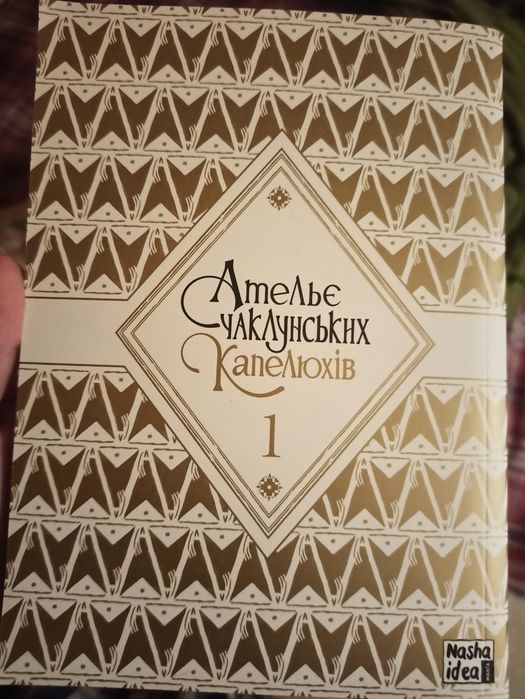 Ательє
чаклунських
Капелюхів
1
Nasha
idea